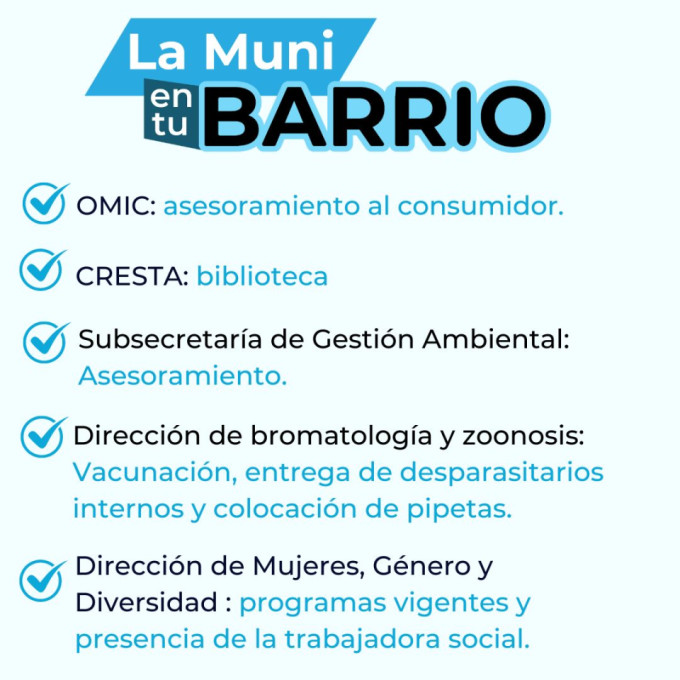 La Muni
en
tu
BARRIO
OMIC: asesoramiento al consumidor.
CRESTA: biblioteca
Subsecretaría de Gestión Ambiental:
Asesoramiento.
Dirección de bromatología y zoonosis:
Vacunación, entrega de desparasitarios
internos y colocación de pipetas.
Dirección de Mujeres, Género y
Diversidad : programas vigentes y
presencia de la trabajadora social.